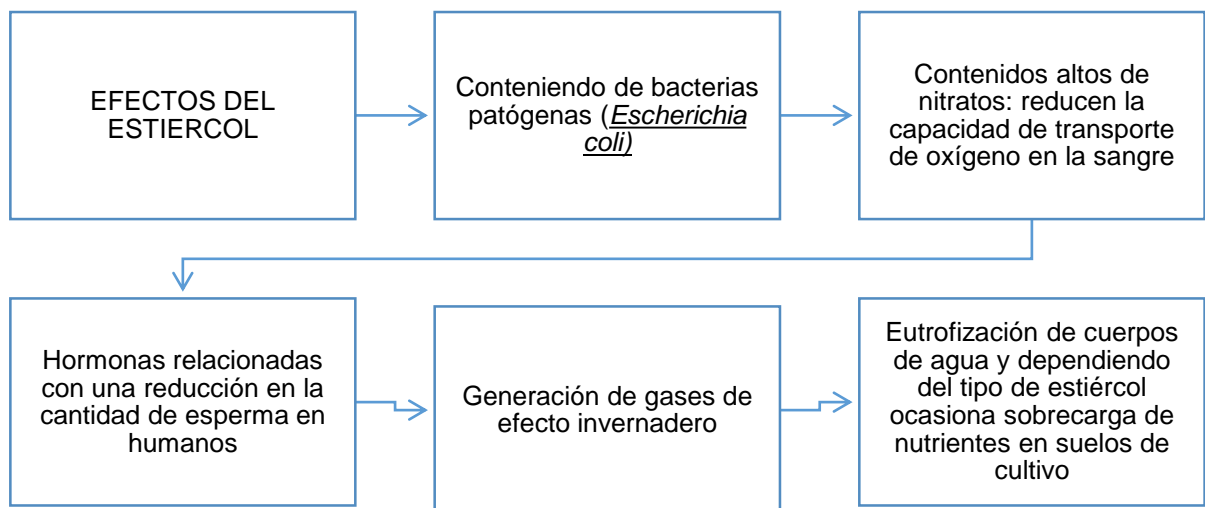 EFECTOS DEL
ESTIERCOL
Conteniendo de bacterias
patógenas (Escherichia
coli)
Contenidos altos de
nitratos: reducen la
capacidad de transporte
de oxígeno en la sangre
Hormonas relacionadas
con una reducción en la
cantidad de esperma en
humanos
Generación de gases de
efecto invernadero
Eutrofización de cuerpos
de agua y dependiendo
del tipo de estiércol
ocasiona sobrecarga de
nutrientes en suelos de
cultivo